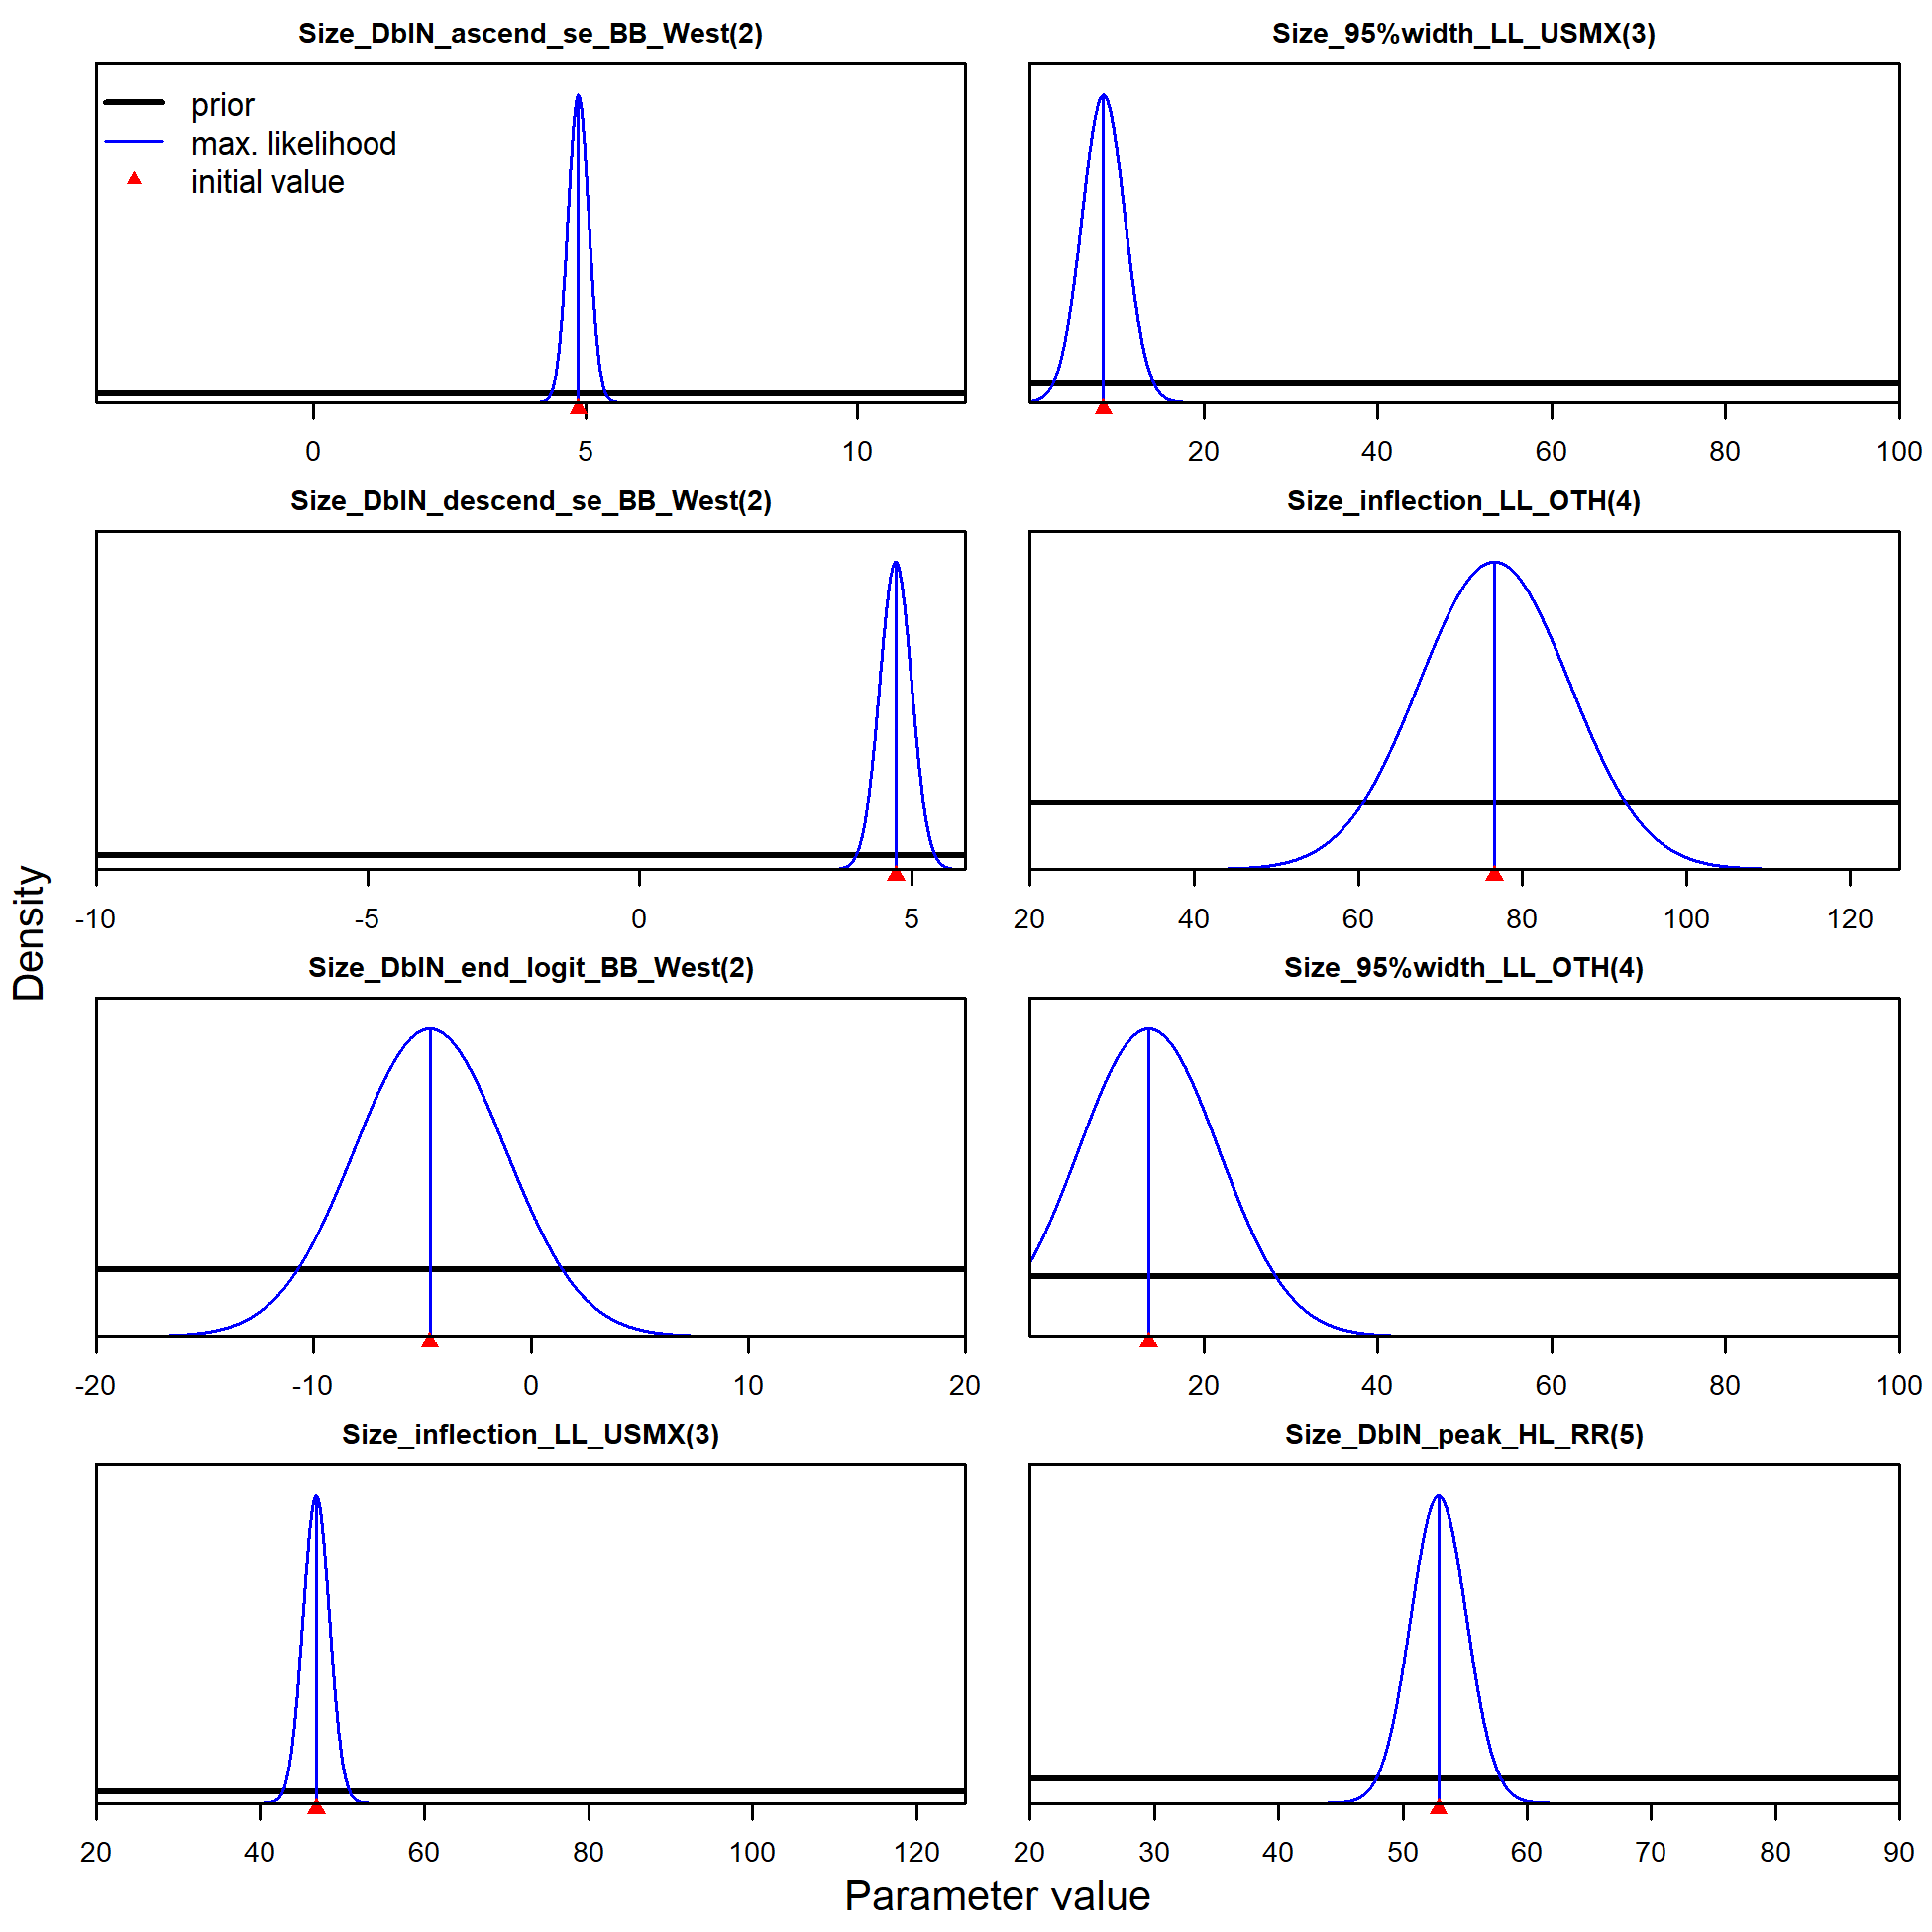 Size_DblN_ascend_se_BB_West(2)
prior
max. likelihood
initial value
0 5 10
Size_95%width_LL_USMX(3)
20 40 60 80 100
Size_DblN_descend_se_BB_West(2)
-10 -5 0 5
Size_inflection_LL_OTH(4)
20 40 60 80 100 120
Size_DblN_end_logit_BB_West(2)
-20 -10 0 10 20
Size_95%width_LL_OTH(4)
20 40 60 80 100
Size_inflection_LL_USMX(3)
20 40 60 80 100 120
Size_DblN_peak_HL_RR(5)
20 30 40 50 60 70 80 90
Density
Parameter value